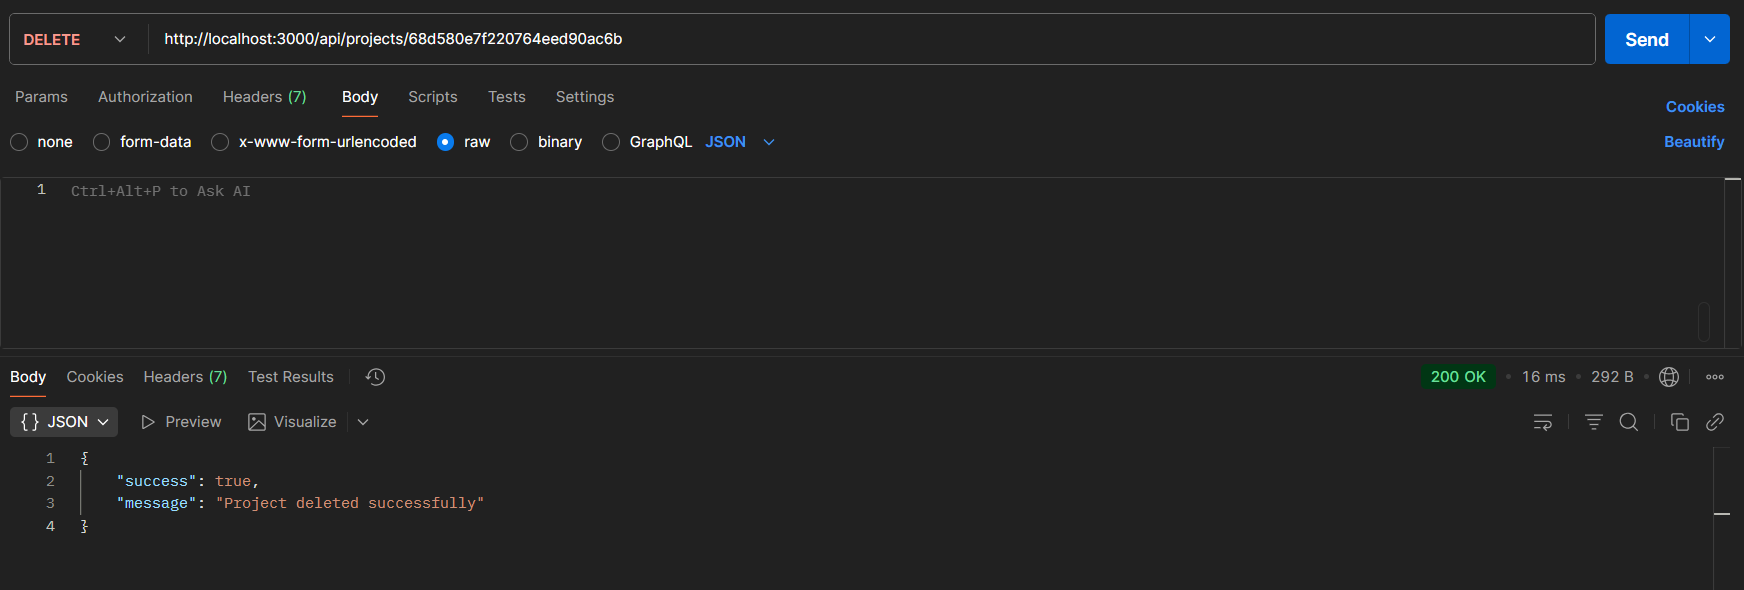 DELETE http://localhost:3000/api/projects/68d580e7f220764eed90ac6b Send
Params Authorization Headers (7) Body Scripts Tests Settings
Cookies
none form-data x-www-form-urlencoded raw binary GraphQL JSON Beautify
1 Ctrl+Alt+P to Ask AI
Body Cookies Headers (7) Test Results 200 OK • 16 ms • 292 B •
{} JSON Preview Visualize
1 {
2 "success": true,
3 "message": "Project deleted successfully"
4 }